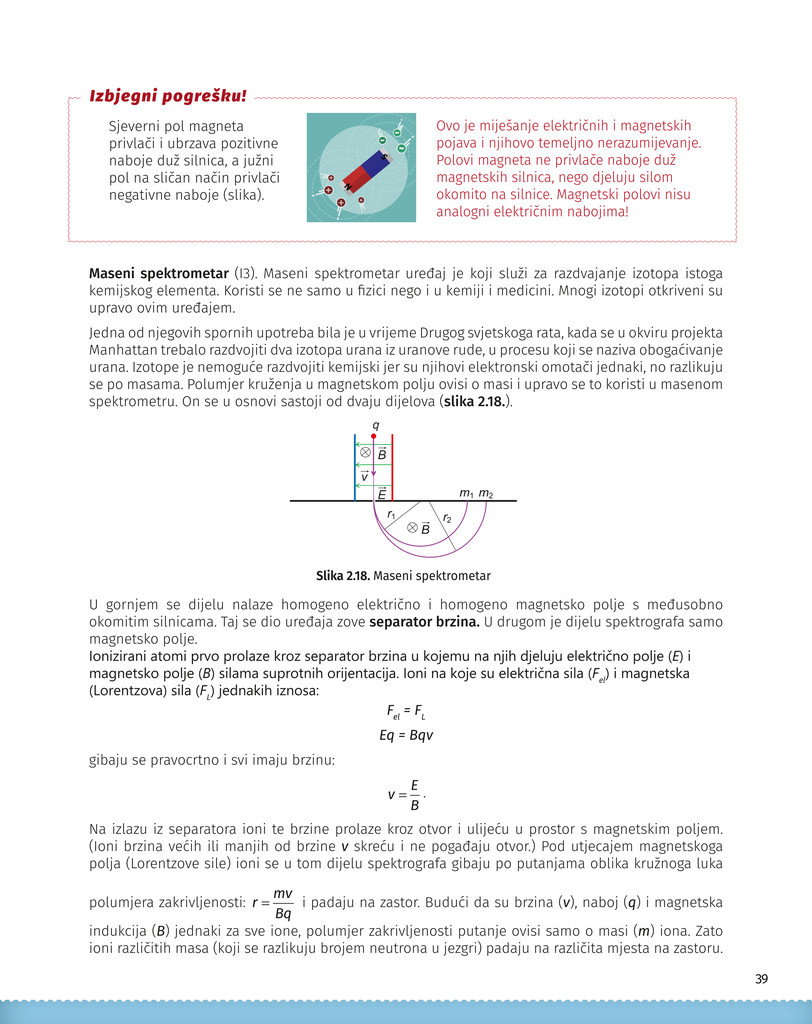 Izbjegni pogrešku!
Sjeverni pol magneta
privlači i ubrzava pozitivne
naboje duž silnica, a južni
pol na sličan način privlači
negativne naboje (slika).
S
N
Ovo je miješanje električnih i magnetskih
pojava i njihovo temeljno nerazumijevanje.
Polovi magneta ne privlače naboje duž
magnetskih silnica, nego djeluju silom
okomito na silnice. Magnetski polovi nisu
analogni električnim nabojima!
Maseni spektrometar (I3). Maseni spektrometar uređaj je koji služi za razdvajanje izotopa istoga
kemijskog elementa. Koristi se ne samo u fizici nego i u kemiji i medicini. Mnogi izotopi otkriveni su
upravo ovim uređajem.
Jedna od njegovih spornih upotreba bila je u vrijeme Drugog svjetskoga rata, kada se u okviru projekta
Manhattan trebalo razdvojiti dva izotopa urana iz uranove rude, u procesu koji se naziva obogaćivanje
urana. Izotope je nemoguće razdvojiti kemijski jer su njihovi elektronski omotači jednaki, no razlikuju
se po masama. Polumjer kruženja u magnetskom polju ovisi o masi i upravo se to koristi u masenom
spektrometru. On se u osnovi sastoji od dvaju dijelova (slika 2.18.).
q
⊗ B⃗
v⃗
E⃗
m₁ m₂
r₁
r₂
⊗ B⃗
Slika 2.18. Maseni spektrometar
U gornjem se dijelu nalaze homogeno električno i homogeno magnetsko polje s međusobno
okomitim silnicama. Taj se dio uređaja zove separator brzina. U drugom je dijelu spektrografa samo
magnetsko polje.
Ionizirani atomi prvo prolaze kroz separator brzina u kojemu na njih djeluju električno polje (E) i
magnetsko polje (B) silama suprotnih orijentacija. Ioni na koje su električna sila (F_el) i magnetska
(Lorentzova) sila (F_L) jednakih iznosa:
F_el = F_L
Eq = Bqv
gibaju se pravocrtno i svi imaju brzinu:
v = E/B.
Na izlazu iz separatora ioni te brzine prolaze kroz otvor i ulijeću u prostor s magnetskim poljem.
(Ioni brzina većih ili manjih od brzine v skreću i ne pogađaju otvor.) Pod utjecajem magnetskoga
polja (Lorentzove sile) ioni se u tom dijelu spektrografa gibaju po putanjama oblika kružnoga luka
polumjera zakrivljenosti: r = mv/Bq i padaju na zastor. Budući da su brzina (v), naboj (q) i magnetska
indukcija (B) jednaki za sve ione, polumjer zakrivljenosti putanje ovisi samo o masi (m) iona. Zato
ioni različitih masa (koji se razlikuju brojem neutrona u jezgri) padaju na različita mjesta na zastoru.
39